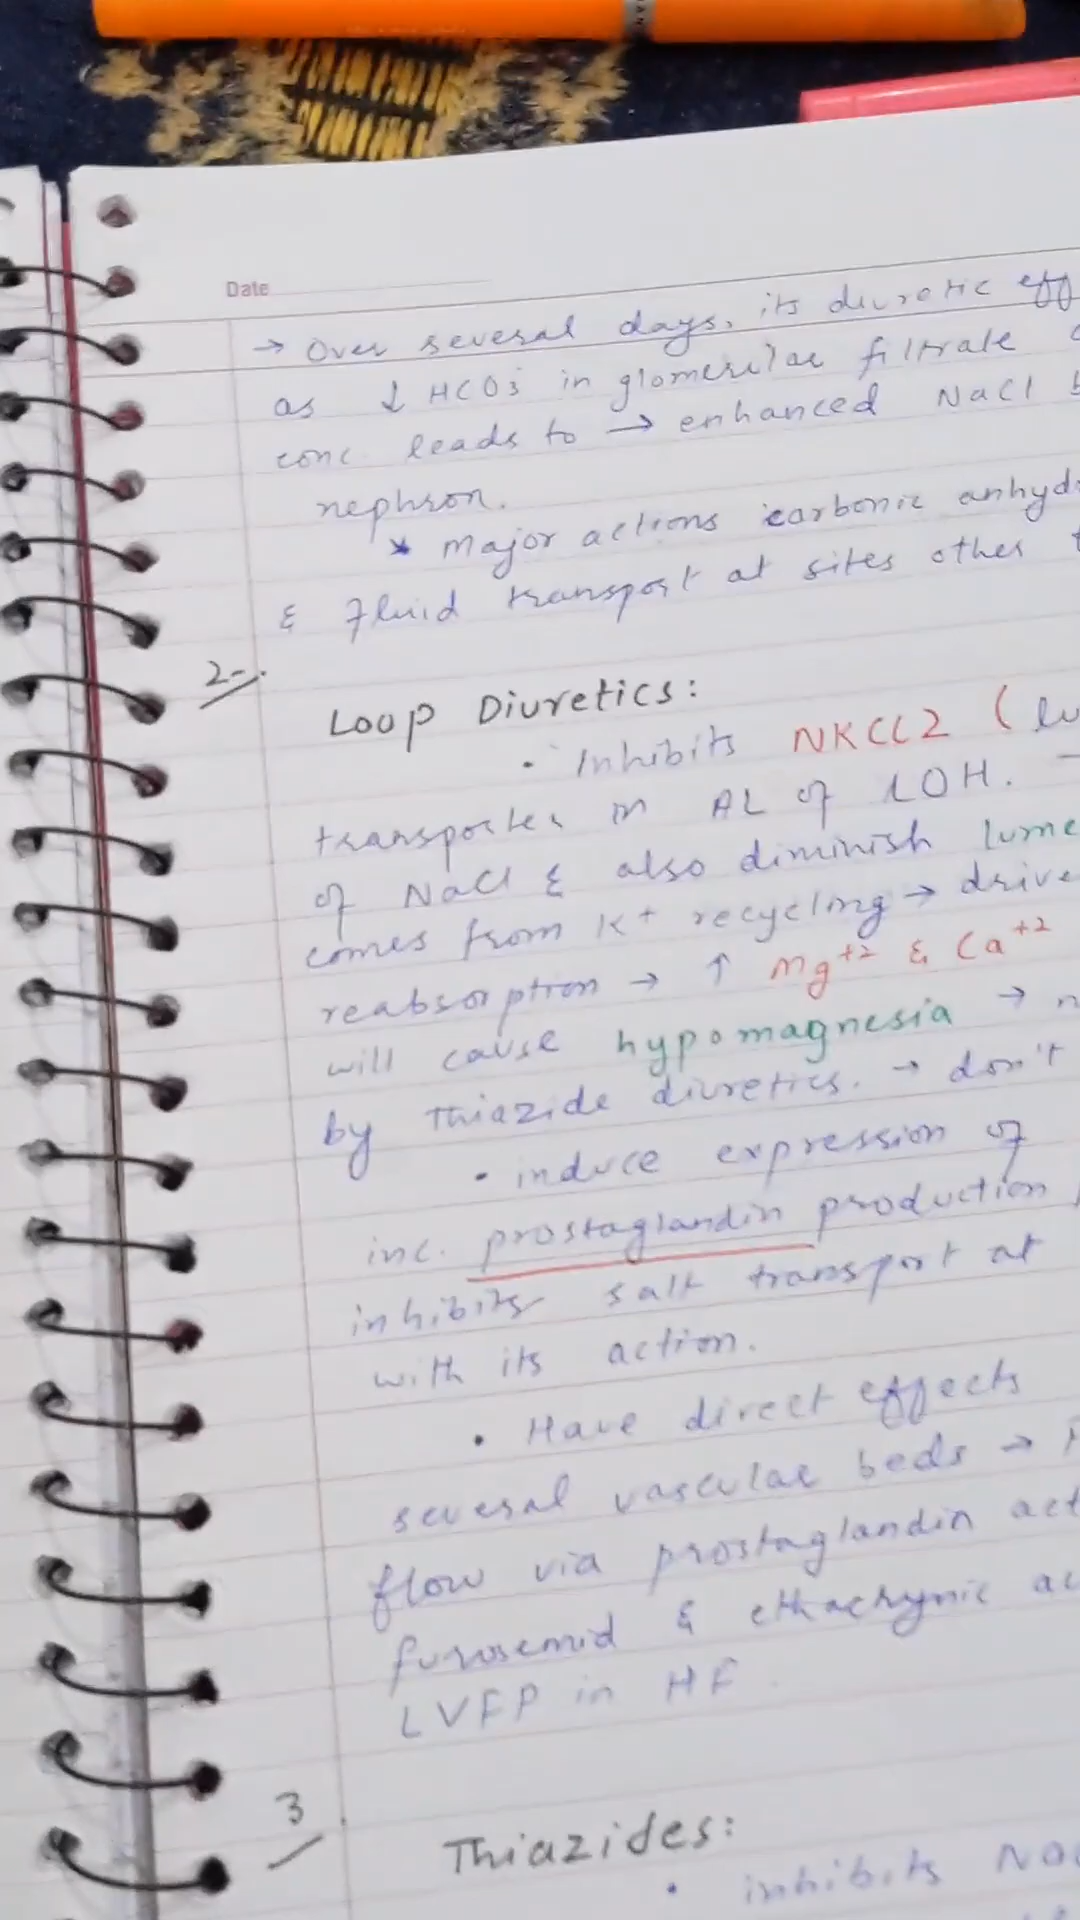 Date
→ Over several days, its diuretic eff
as ↓ HCO3 in glomerular filtrate
conc. leads to → enhanced NaCl b
nephron.
* Major actions carbonic anhyd
& fluid transport at sites other t
2-.
Loop Diuretics:
• Inhibits NKCC2 (lu
transporter in AL of LOH.
of NaCl & also diminish lume
comes from K+ recycling → drive
reabsorption → ↑ Mg+2 & Ca+2
will cause hypomagnesia → n
by Thiazide diuretics. → don't
• induce expression of
inc. prostaglandin production
inhibits salt transport at
with its action.
• Have direct effects
several vascular beds →
flow via prostaglandin act
furosemid & ethacrynic ac
LVFP in HF.
3
Thiazides:
• inhibits Na